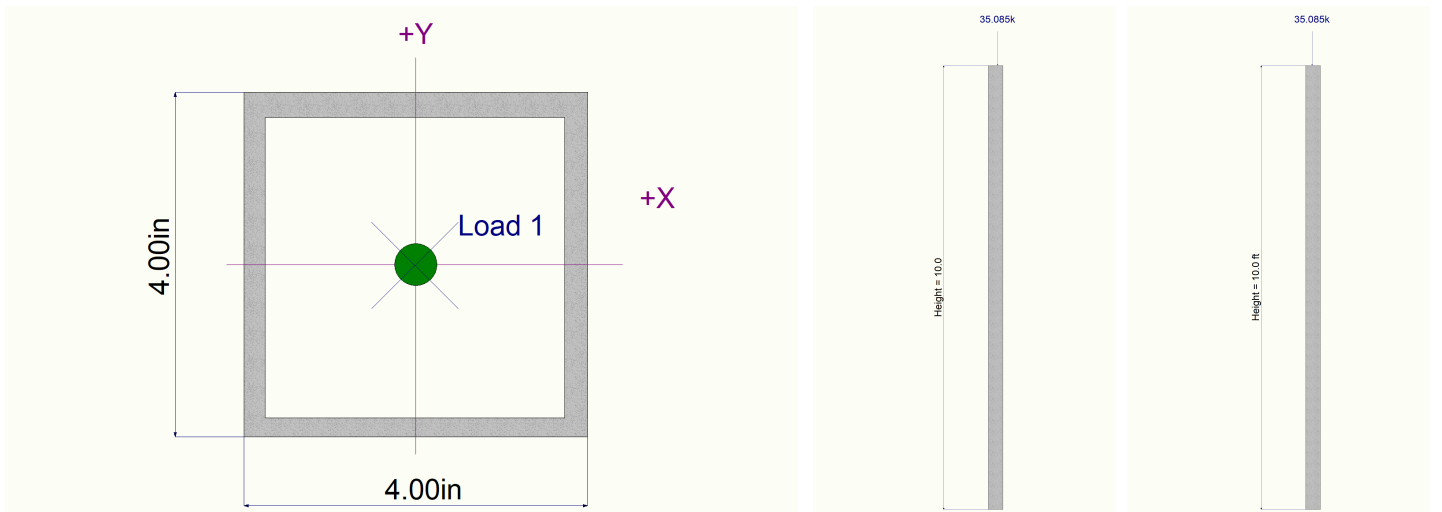 +Y
+X
Load 1
4.00in
4.00in
35.085k
Height = 10.0
35.085k
Height = 10.0 ft